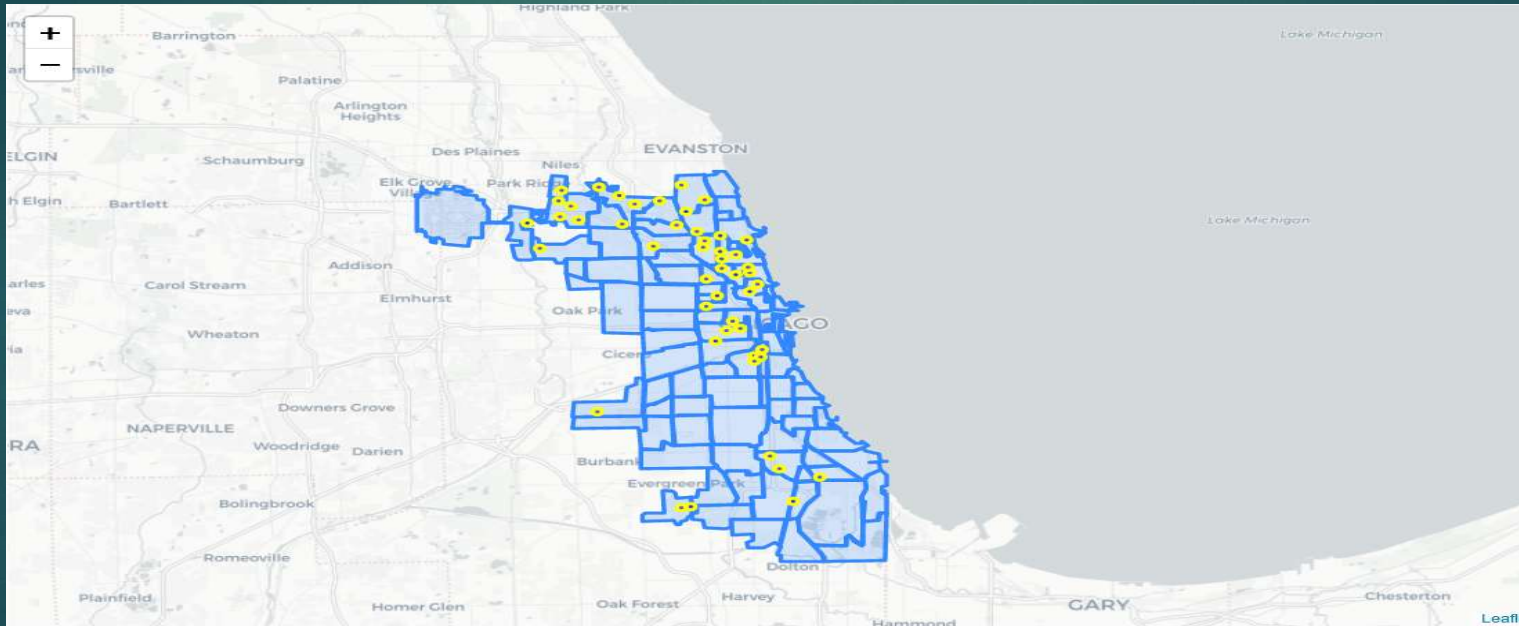 Highland Park
+
Lake Michigan
Barrington
−
Palatine
Arlington
Heights
EVANSTON
Des Plaines
ELGIN
Schaumburg
Niles
Elk Grove
Park Ridge
Bartlett
Lake Michigan
Addison
Carol Stream
Elmhurst
Oak Park
Wheaton
Downers Grove
NAPERVILLE
Woodridge
Darien
Burbank
Evergreen Park
Bolingbrook
Romeoville
Dolton
Plainfield
Homer Glen
Oak Forest
Harvey
GARY
Chesterton
Hammond